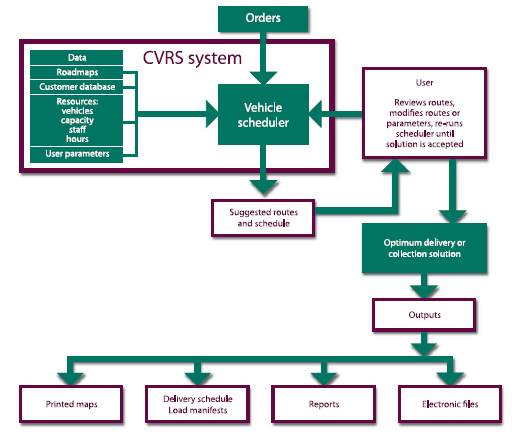 Orders
CVRS system
Data
Roadmaps
Customer database
Resources:
vehicles
capacity
staff
hours
User parameters
Vehicle
scheduler
User
Reviews routes,
modifies routes or
parameters, re-runs
scheduler until
solution is accepted
Suggested routes
and schedule
Optimum delivery or
collection solution
Outputs
Printed maps
Delivery schedule
Load manifests
Reports
Electronic files